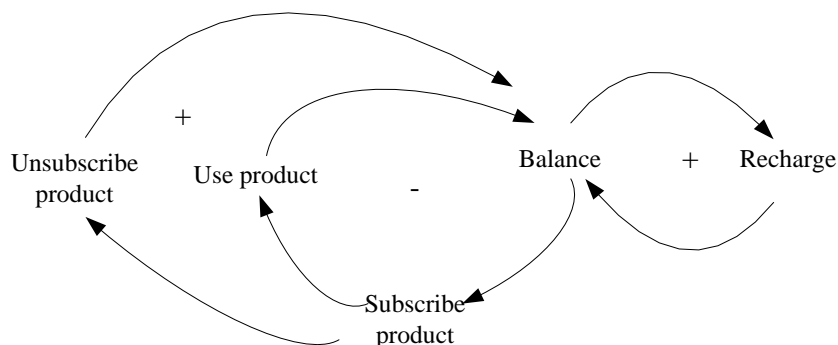 +
Unsubscribe
product
Use product
-
Balance
+
Recharge
Subscribe
product